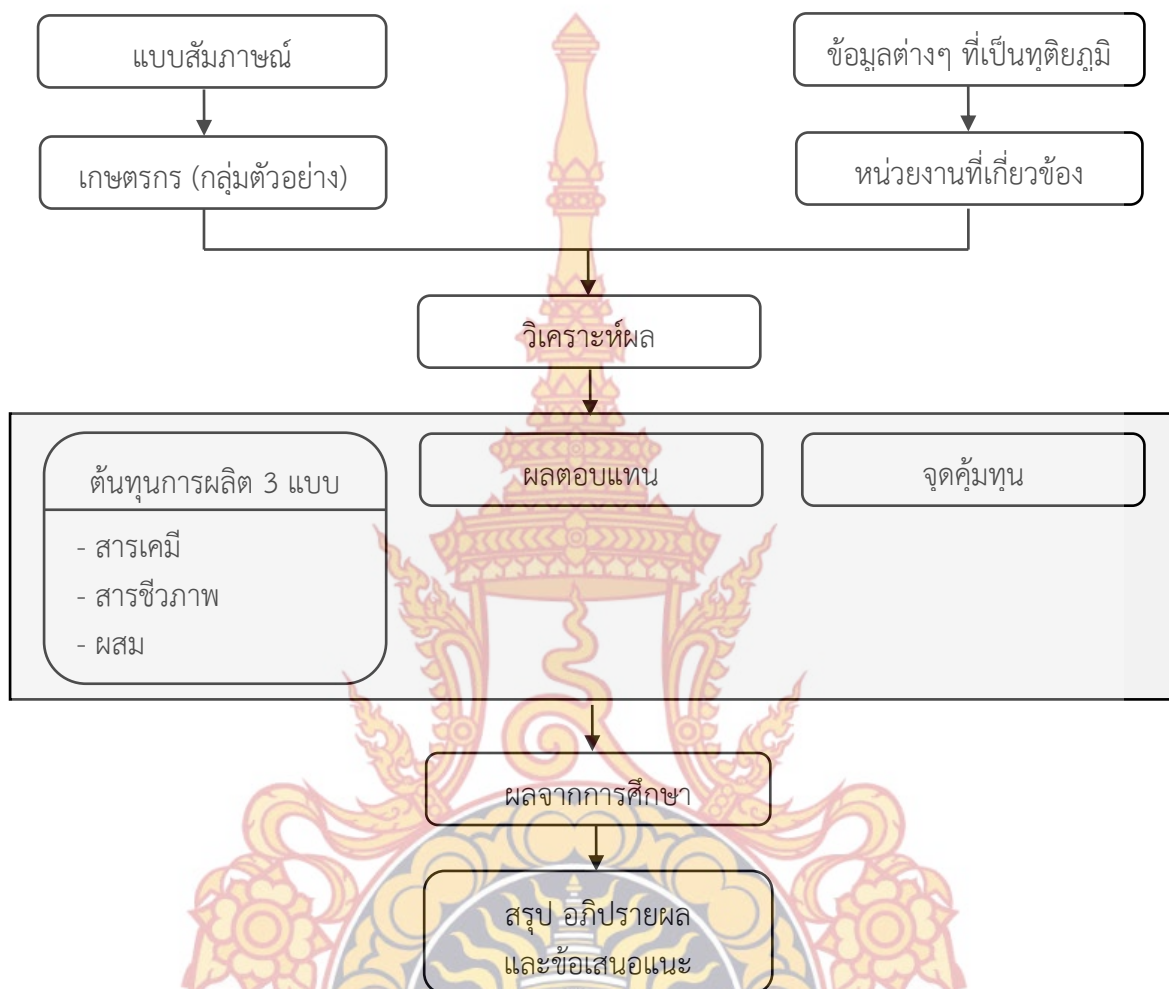 แบบสัมภาษณ์
ข้อมูลต่างๆ ที่เป็นทุติยภูมิ
เกษตรกร (กลุ่มตัวอย่าง)
หน่วยงานที่เกี่ยวข้อง
วิเคราะห์ผล
ต้นทุนการผลิต 3 แบบ
- สารเคมี
- สารชีวภาพ
- ผสม
ผลตอบแทน
จุดคุ้มทุน
ผลจากการศึกษา
สรุป อภิปรายผล
และข้อเสนอแนะ